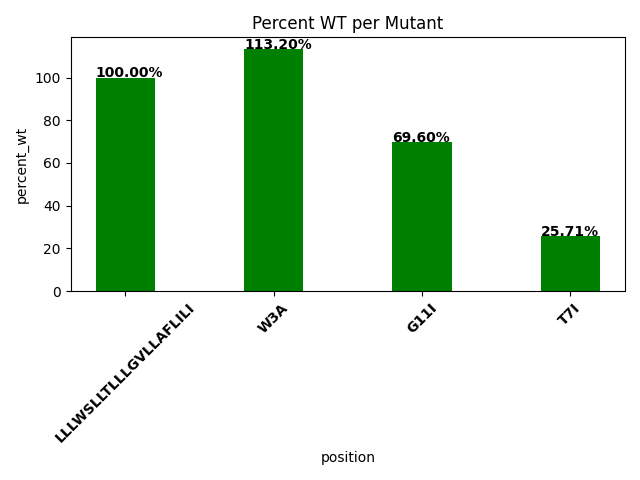 Percent WT per Mutant
percent_wt
100
80
60
40
20
0
100.00%
113.20%
69.60%
25.71%
LLLWSLLTLLLGVLLAFLILI
W3A
G11I
T7I
position